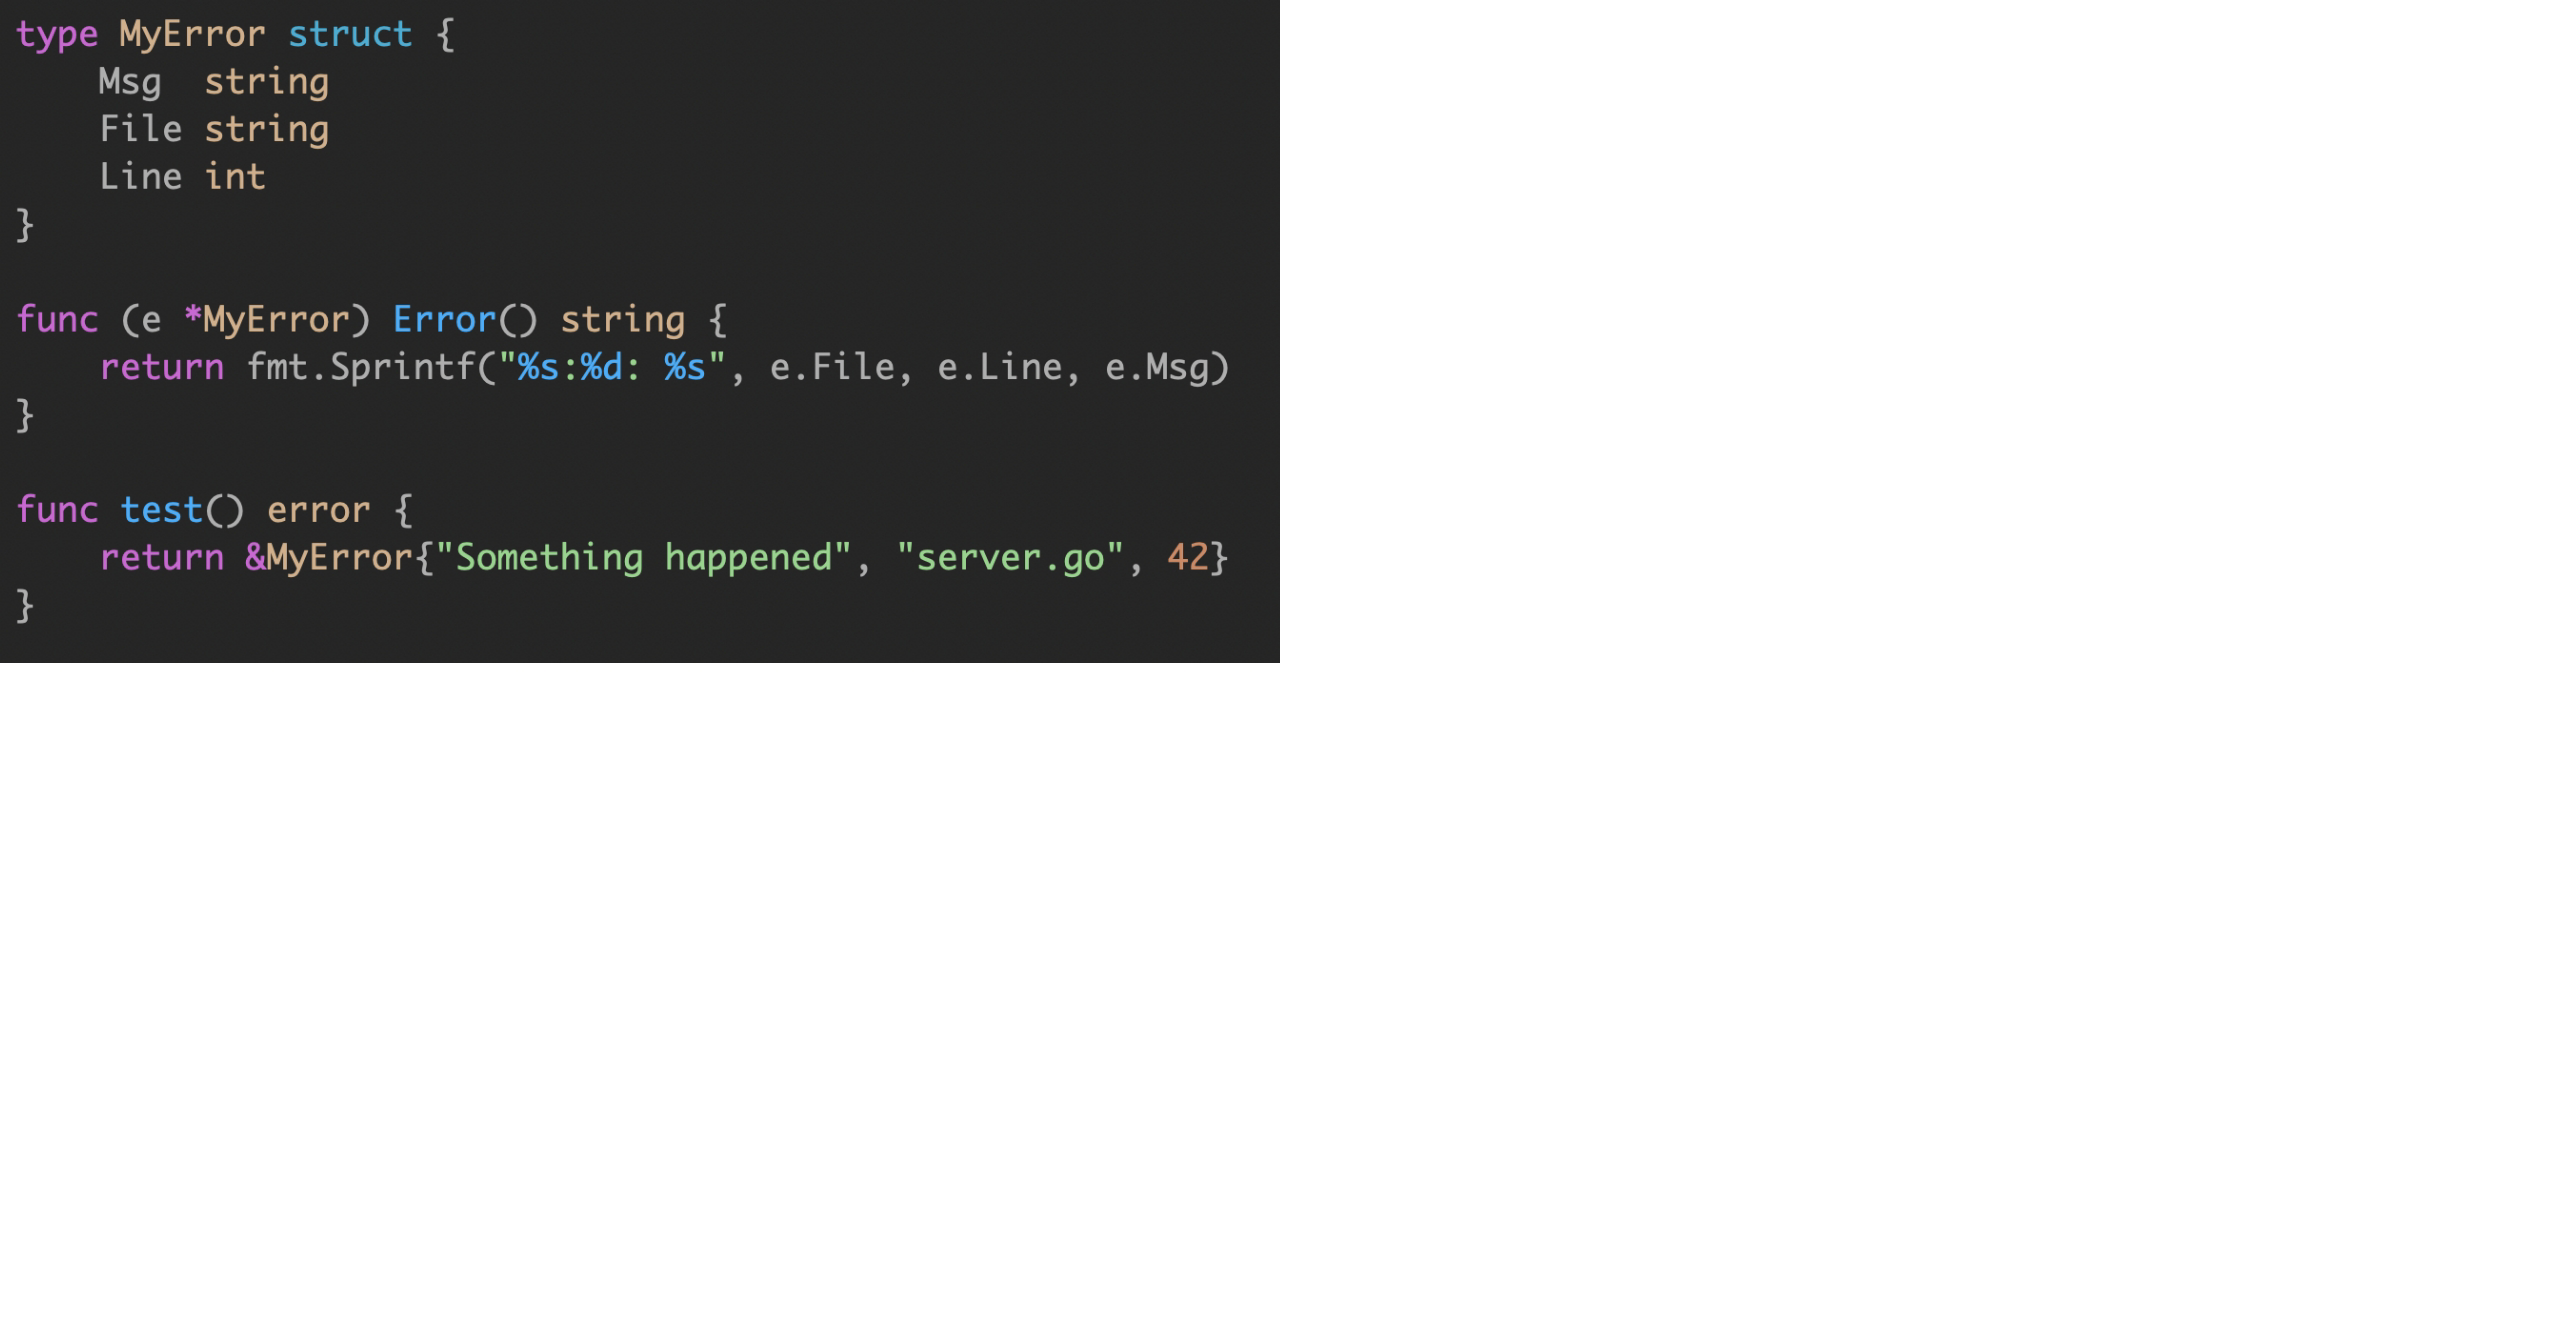 type MyError struct {
    Msg  string
    File string
    Line int
}

func (e *MyError) Error() string {
    return fmt.Sprintf("%s:%d: %s", e.File, e.Line, e.Msg)
}

func test() error {
    return &MyError{"Something happened", "server.go", 42}
}